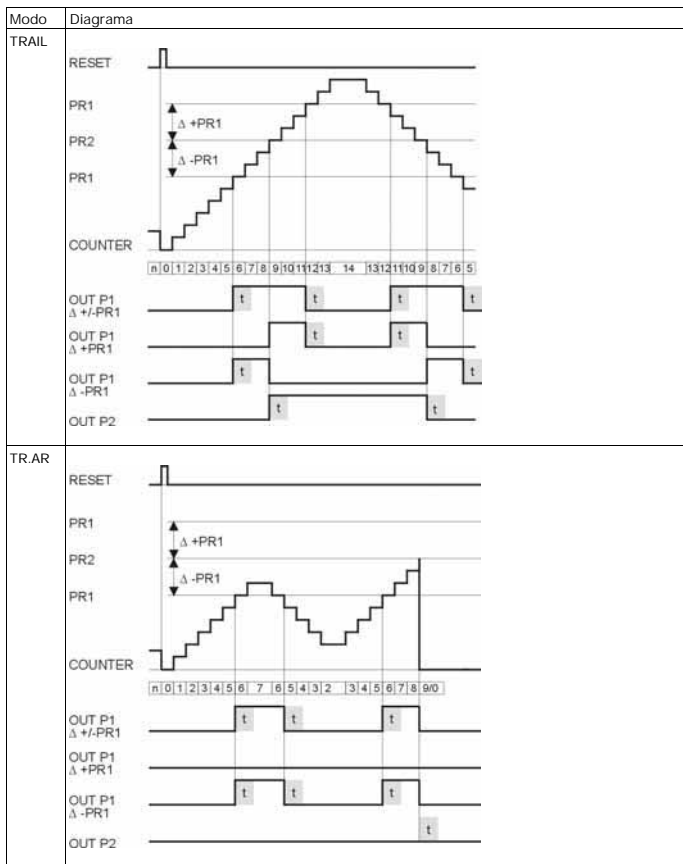 Modo Diagrama
TRAIL
RESET
PR1
Δ +PR1
PR2
Δ -PR1
PR1
COUNTER
n 0 1 2 3 4 5 6 7 8 9 10 11 12 13 14 13 12 11 10 9 8 7 6 5
OUT P1 t t t t
Δ +/-PR1
OUT P1 t t
Δ +PR1
OUT P1 t t
Δ -PR1
OUT P2 t t
TR.AR
RESET
PR1
Δ +PR1
PR2
Δ -PR1
PR1
COUNTER
n 0 1 2 3 4 5 6 7 6 5 4 3 2 3 4 5 6 7 8 9/0
OUT P1 t t t
Δ +/-PR1
OUT P1
Δ +PR1
OUT P1 t t t
Δ -PR1
OUT P2 t